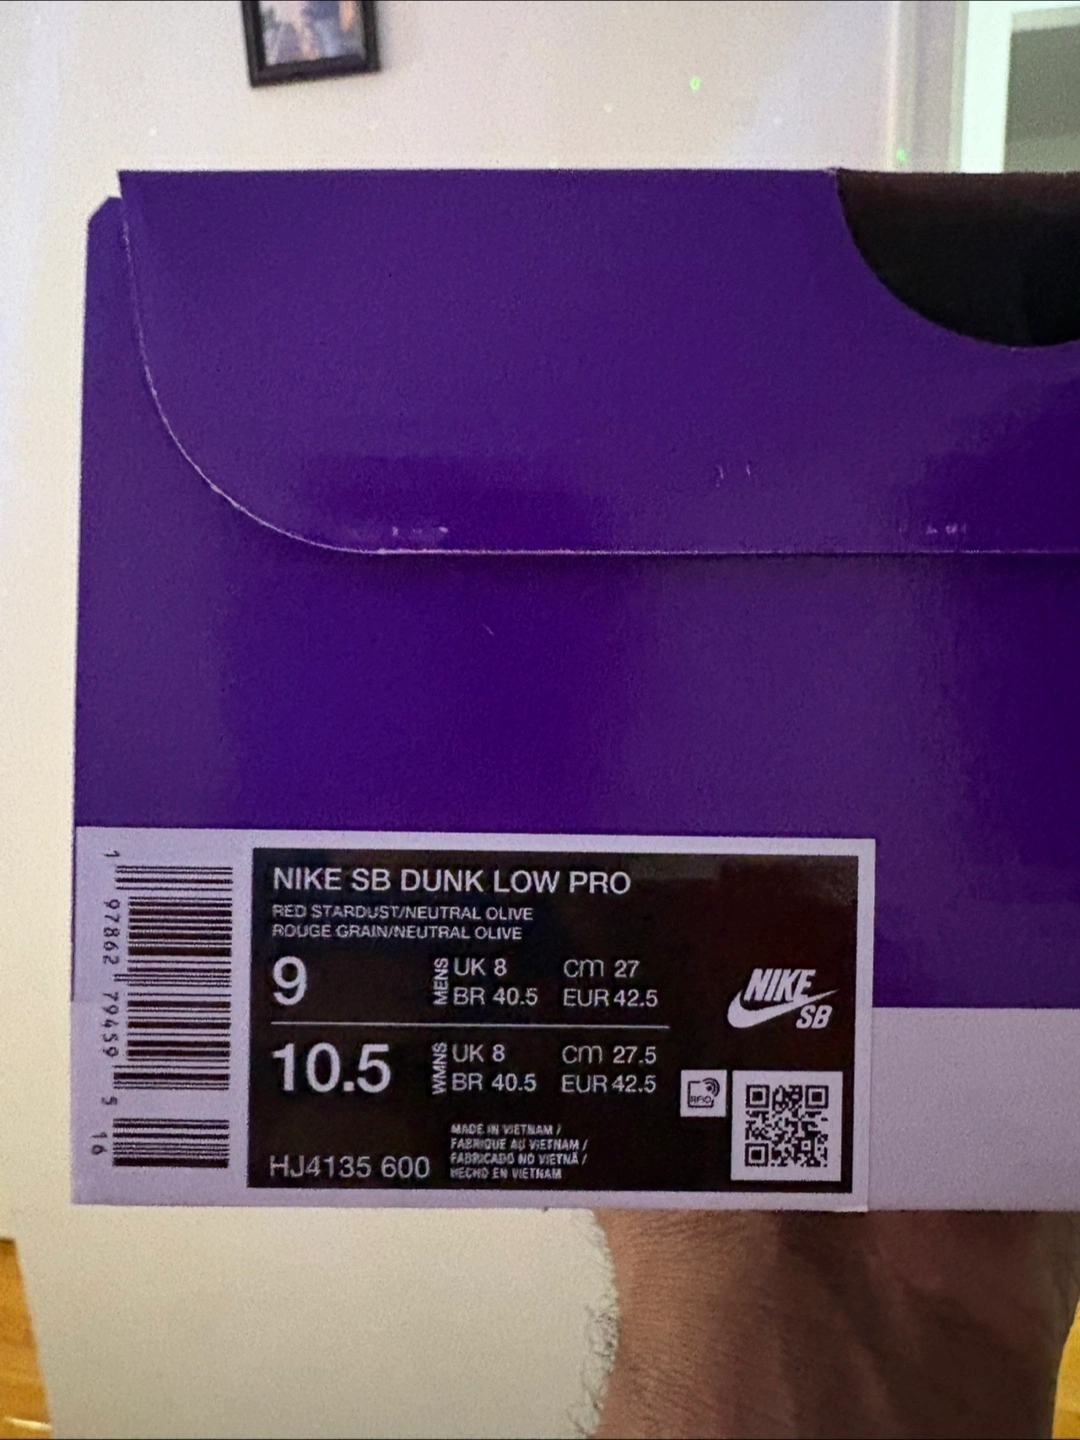 NIKE SB DUNK LOW PRO
RED STARDUST/NEUTRAL OLIVE
ROUGE GRAIN/NEUTRAL OLIVE
9 MENS UK 8 cm 27
BR 40.5 EUR 42.5
10.5 WMNS UK 8 cm 27.5
BR 40.5 EUR 42.5
HJ4135 600
MADE IN VIETNAM /
FABRIQUE AU VIETNAM /
FABRICADO NO VIETNÃ /
HECHO EN VIETNAM
NIKE
SB
RFID
1 97862 79459 5 16